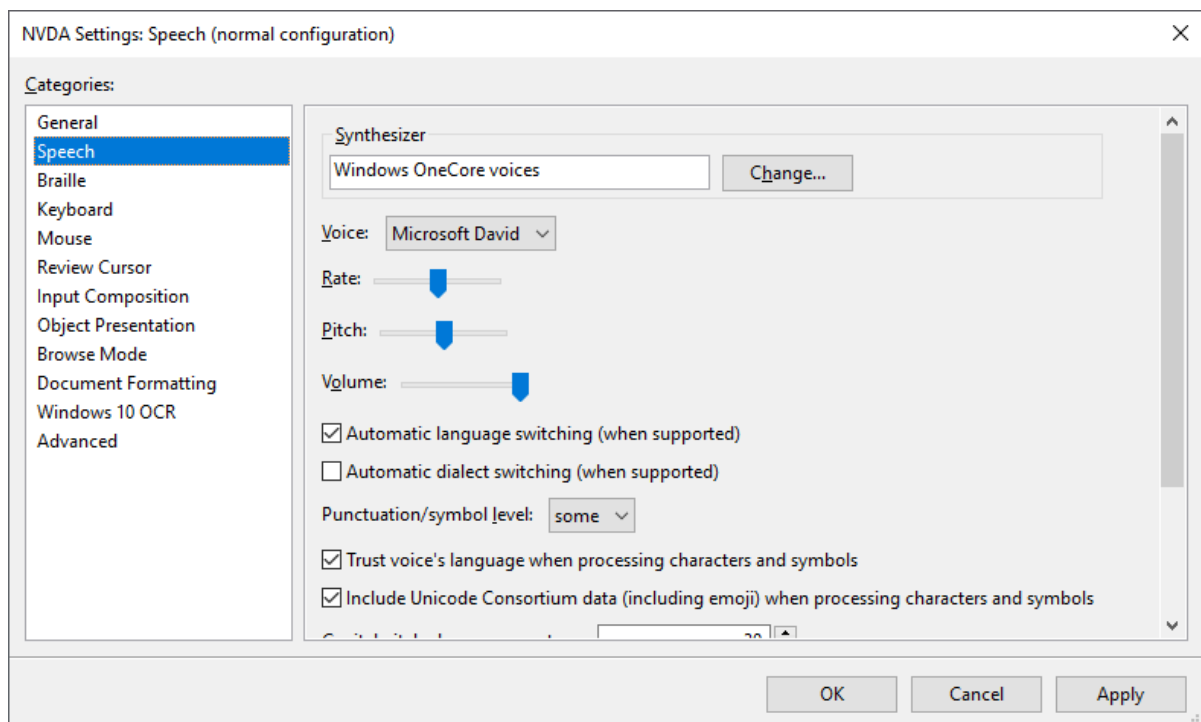 NVDA Settings: Speech (normal configuration)
Categories:
General
Speech
Braille
Keyboard
Mouse
Review Cursor
Input Composition
Object Presentation
Browse Mode
Document Formatting
Windows 10 OCR
Advanced
Synthesizer
Windows OneCore voices
Change...
Voice: Microsoft David
Rate:
Pitch:
Volume:
Automatic language switching (when supported)
Automatic dialect switching (when supported)
Punctuation/symbol level: some
Trust voice's language when processing characters and symbols
Include Unicode Consortium data (including emoji) when processing characters and symbols
OK Cancel Apply